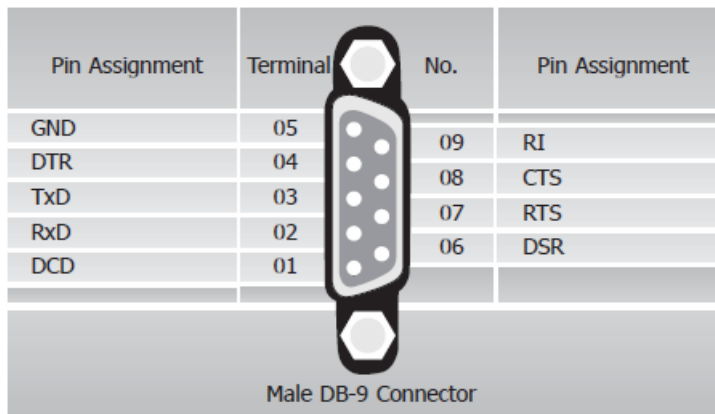 Pin Assignment Terminal No. Pin Assignment
GND 05
09 RI
DTR 04
08 CTS
TxD 03
07 RTS
RxD 02
06 DSR
DCD 01
Male DB-9 Connector